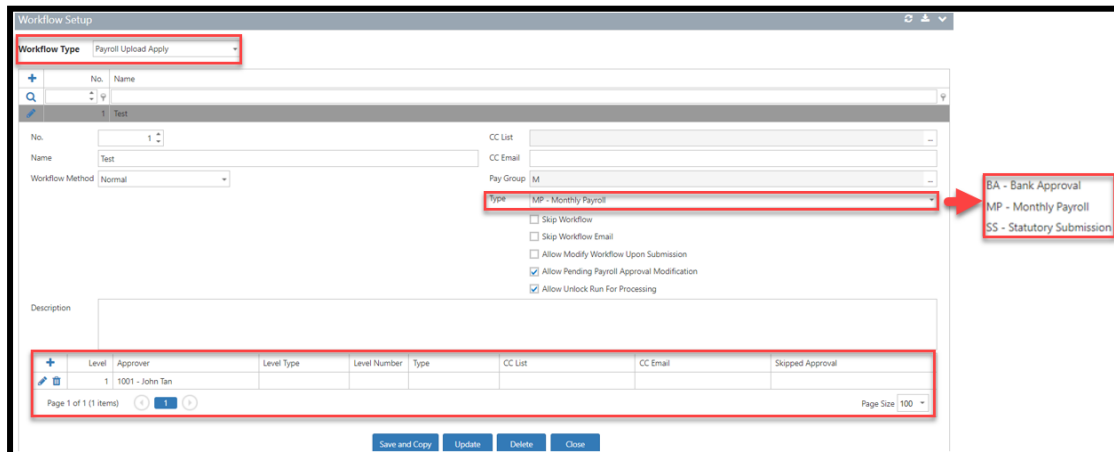 Workflow Setup
Workflow Type Payroll Upload Apply
No. Name
1 Test
No. 1 CC List
Name Test CC Email
Workflow Method Normal Pay Group M
Type MP - Monthly Payroll
BA - Bank Approval
MP - Monthly Payroll
SS - Statutory Submission
Skip Workflow
Skip Workflow Email
Allow Modify Workflow Upon Submission
Allow Pending Payroll Approval Modification
Allow Unlock Run For Processing
Description
Level Approver Level Type Level Number Type CC List CC Email Skipped Approval
1 1001 - John Tan
Page 1 of 1 (1 items) 1 Page Size 100
Save and Copy Update Delete Close